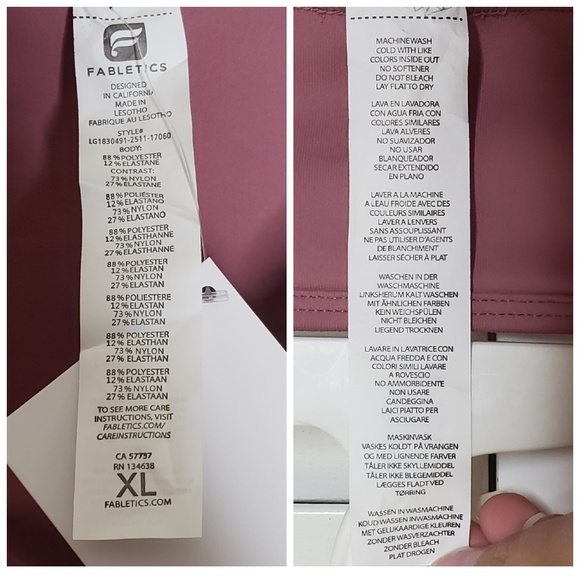 FABLETICS
DESIGNED
IN CALIFORNIA
MADE IN
LESOTHO
FABRIQUE AU LESOTHO
STYLE#
LG1830491-2511-17060
BODY:
88%POLYESTER
12%ELASTANE
CONTRAST:
73%NYLON
27%ELASTANE
88%POLIÉSTER
12%ELASTANO
73%NYLON
27%ELASTANO
88%POLYESTER
12%ELASTHANNE
73%NYLON
27%ELASTHANNE
88%POLYESTER
12%ELASTAN
73%NYLON
27%ELASTAN
88%POLIESTERE
12%ELASTAN
73%NYLON
27%ELASTAN
88%POLYESTER
12%ELASTHAN
73%NYLON
27%ELASTHAN
88%POLYESTER
12%ELASTAAN
73%NYLON
27%ELASTAAN
TO SEE MORE CARE
INSTRUCTIONS, VISIT
FABLETICS.COM/
CAREINSTRUCTIONS
CA 57737
RN 134638
XL
FABLETICS.COM
MACHINE WASH
COLD WITH LIKE
COLORS INSIDE OUT
NO SOFTENER
DO NOT BLEACH
LAY FLAT TO DRY
LAVA EN LAVADORA
CON AGUA FRIA CON
COLORES SIMILARES
LAVA ALVERES
NO SUAVIZADOR
NO USAR
BLANQUEADOR
SECAR EXTENDIDO
EN PLANO
LAVER A LA MACHINE
A L'EAU FROIDE AVEC DES
COULEURS SIMILAIRES
LAVER A L'ENVERS
SANS ASSOUPLISSANT
NE PAS UTILISER D'AGENTS
DE BLANCHIMENT
LAISSER SÉCHER À PLAT
WASCHEN IN DER
WASCHMASCHINE
LINKSHERUM KALT WASCHEN
MIT ÄHNLICHEN FARBEN
KEIN WEICHSPÜLEN
NICHT BLEICHEN
LIEGEND TROCKNEN
LAVARE IN LAVATRICE CON
ACQUA FREDDA E CON
COLORI SIMILI LAVARE
A ROVESCIO
NO AMMORBIDENTE
NON USARE
CANDEGGINA
LAICI PIATTO PER
ASCIUGARE
MASKINVASK
VASKES KOLDT PÅ VRANGEN
OG MED LIGNENDE FARVER
TÅLER IKKE SKYLLEMIDDEL
TÅLER IKKE BLEGEMIDDEL
LÆGGES FLADT VED
TØRRING
WASSEN IN WASMACHINE
KOUD WASSEN INWASMACHINE
MET GELIJKAARDIGE KLEUREN
ZONDER WASVERZACHTER
ZONDER BLEACH
PLAT DROGEN